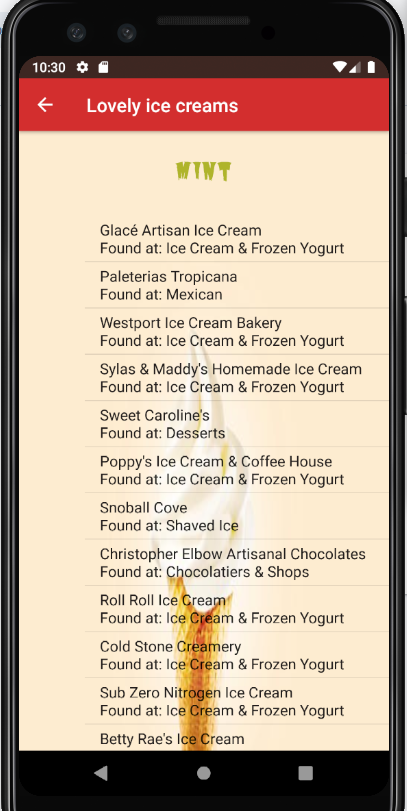 10:30
Lovely ice creams
MINT
Glacé Artisan Ice Cream
Found at: Ice Cream & Frozen Yogurt
Paleterias Tropicana
Found at: Mexican
Westport Ice Cream Bakery
Found at: Ice Cream & Frozen Yogurt
Sylas & Maddy's Homemade Ice Cream
Found at: Ice Cream & Frozen Yogurt
Sweet Caroline's
Found at: Desserts
Poppy's Ice Cream & Coffee House
Found at: Ice Cream & Frozen Yogurt
Snoball Cove
Found at: Shaved Ice
Christopher Elbow Artisanal Chocolates
Found at: Chocolatiers & Shops
Roll Roll Ice Cream
Found at: Ice Cream & Frozen Yogurt
Cold Stone Creamery
Found at: Ice Cream & Frozen Yogurt
Sub Zero Nitrogen Ice Cream
Found at: Ice Cream & Frozen Yogurt
Betty Rae's Ice Cream